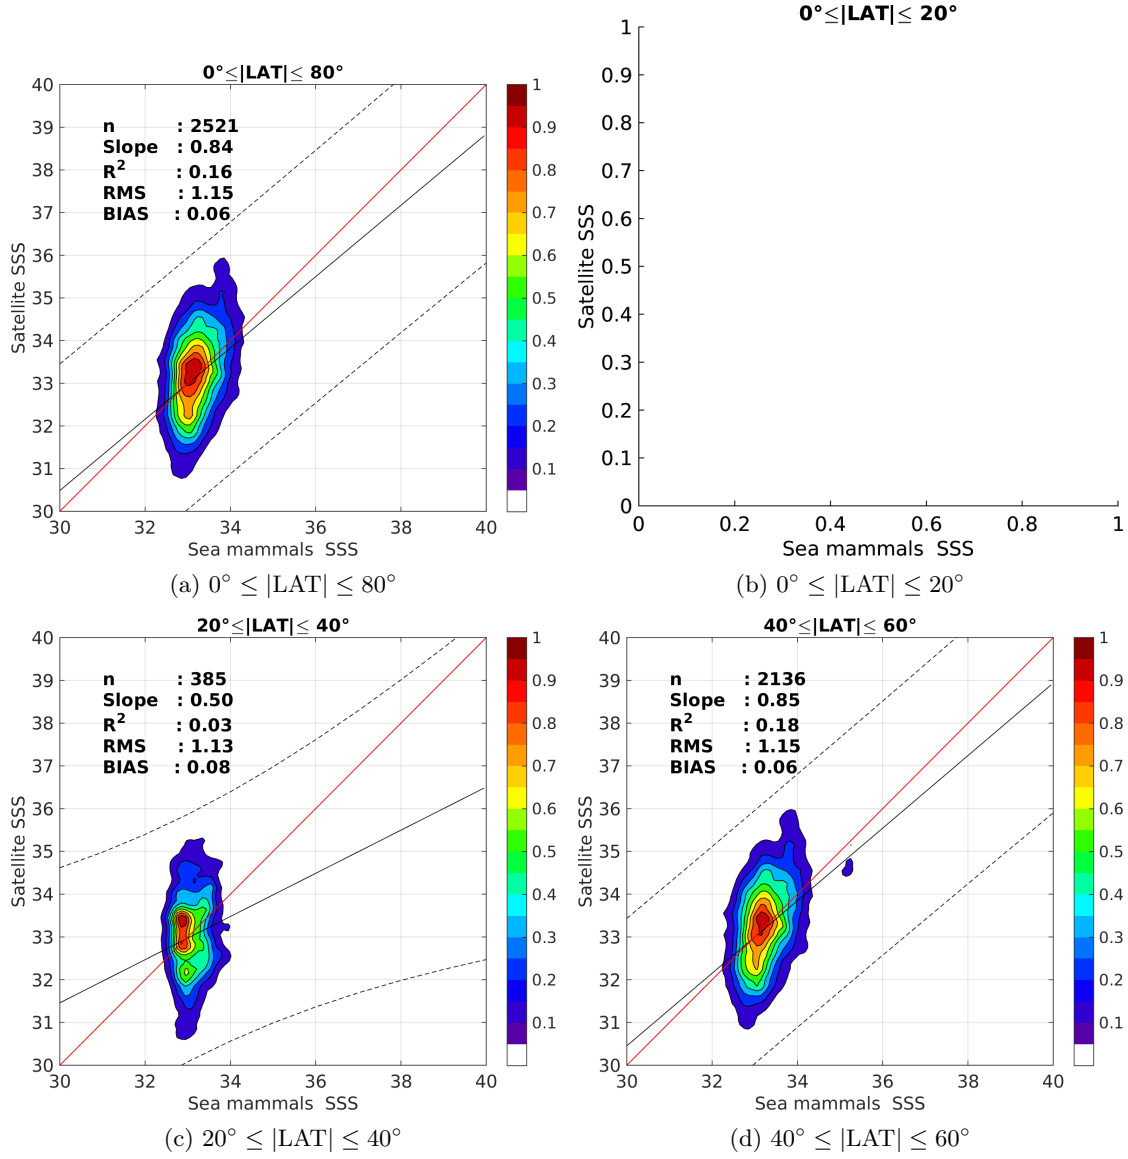 0°≤|LAT|≤ 80°
n : 2521
Slope : 0.84
R2 : 0.16
RMS : 1.15
BIAS : 0.06
40
39
38
37
36
35
34
33
32
31
30
Satellite SSS
30 32 34 36 38 40
Sea mammals SSS
1
0.9
0.8
0.7
0.6
0.5
0.4
0.3
0.2
0.1
(a) 0° ≤ |LAT| ≤ 80°
0°≤|LAT|≤ 20°
1
0.9
0.8
0.7
0.6
0.5
0.4
0.3
0.2
0.1
0
Satellite SSS
0 0.2 0.4 0.6 0.8 1
Sea mammals SSS
(b) 0° ≤ |LAT| ≤ 20°
20°≤|LAT|≤ 40°
n : 385
Slope : 0.50
R2 : 0.03
RMS : 1.13
BIAS : 0.08
40
39
38
37
36
35
34
33
32
31
30
Satellite SSS
30 32 34 36 38 40
Sea mammals SSS
1
0.9
0.8
0.7
0.6
0.5
0.4
0.3
0.2
0.1
(c) 20° ≤ |LAT| ≤ 40°
40°≤|LAT|≤ 60°
n : 2136
Slope : 0.85
R2 : 0.18
RMS : 1.15
BIAS : 0.06
40
39
38
37
36
35
34
33
32
31
30
Satellite SSS
30 32 34 36 38 40
Sea mammals SSS
1
0.9
0.8
0.7
0.6
0.5
0.4
0.3
0.2
0.1
(d) 40° ≤ |LAT| ≤ 60°